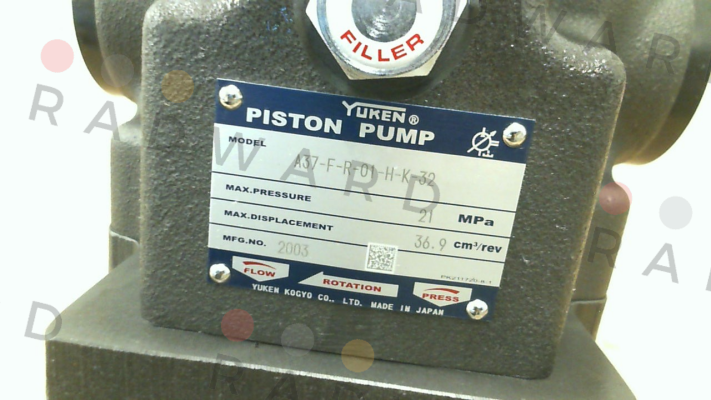 FILLER
YUKEN®
PISTON PUMP
MODEL
A37-F-R-01-H-K-32
MAX.PRESSURE 21 MPa
MAX.DISPLACEMENT 36.9 cm³/rev
MFG.NO. 2003
FLOW ROTATION PRESS
YUKEN KOGYO CO., LTD. MADE IN JAPAN